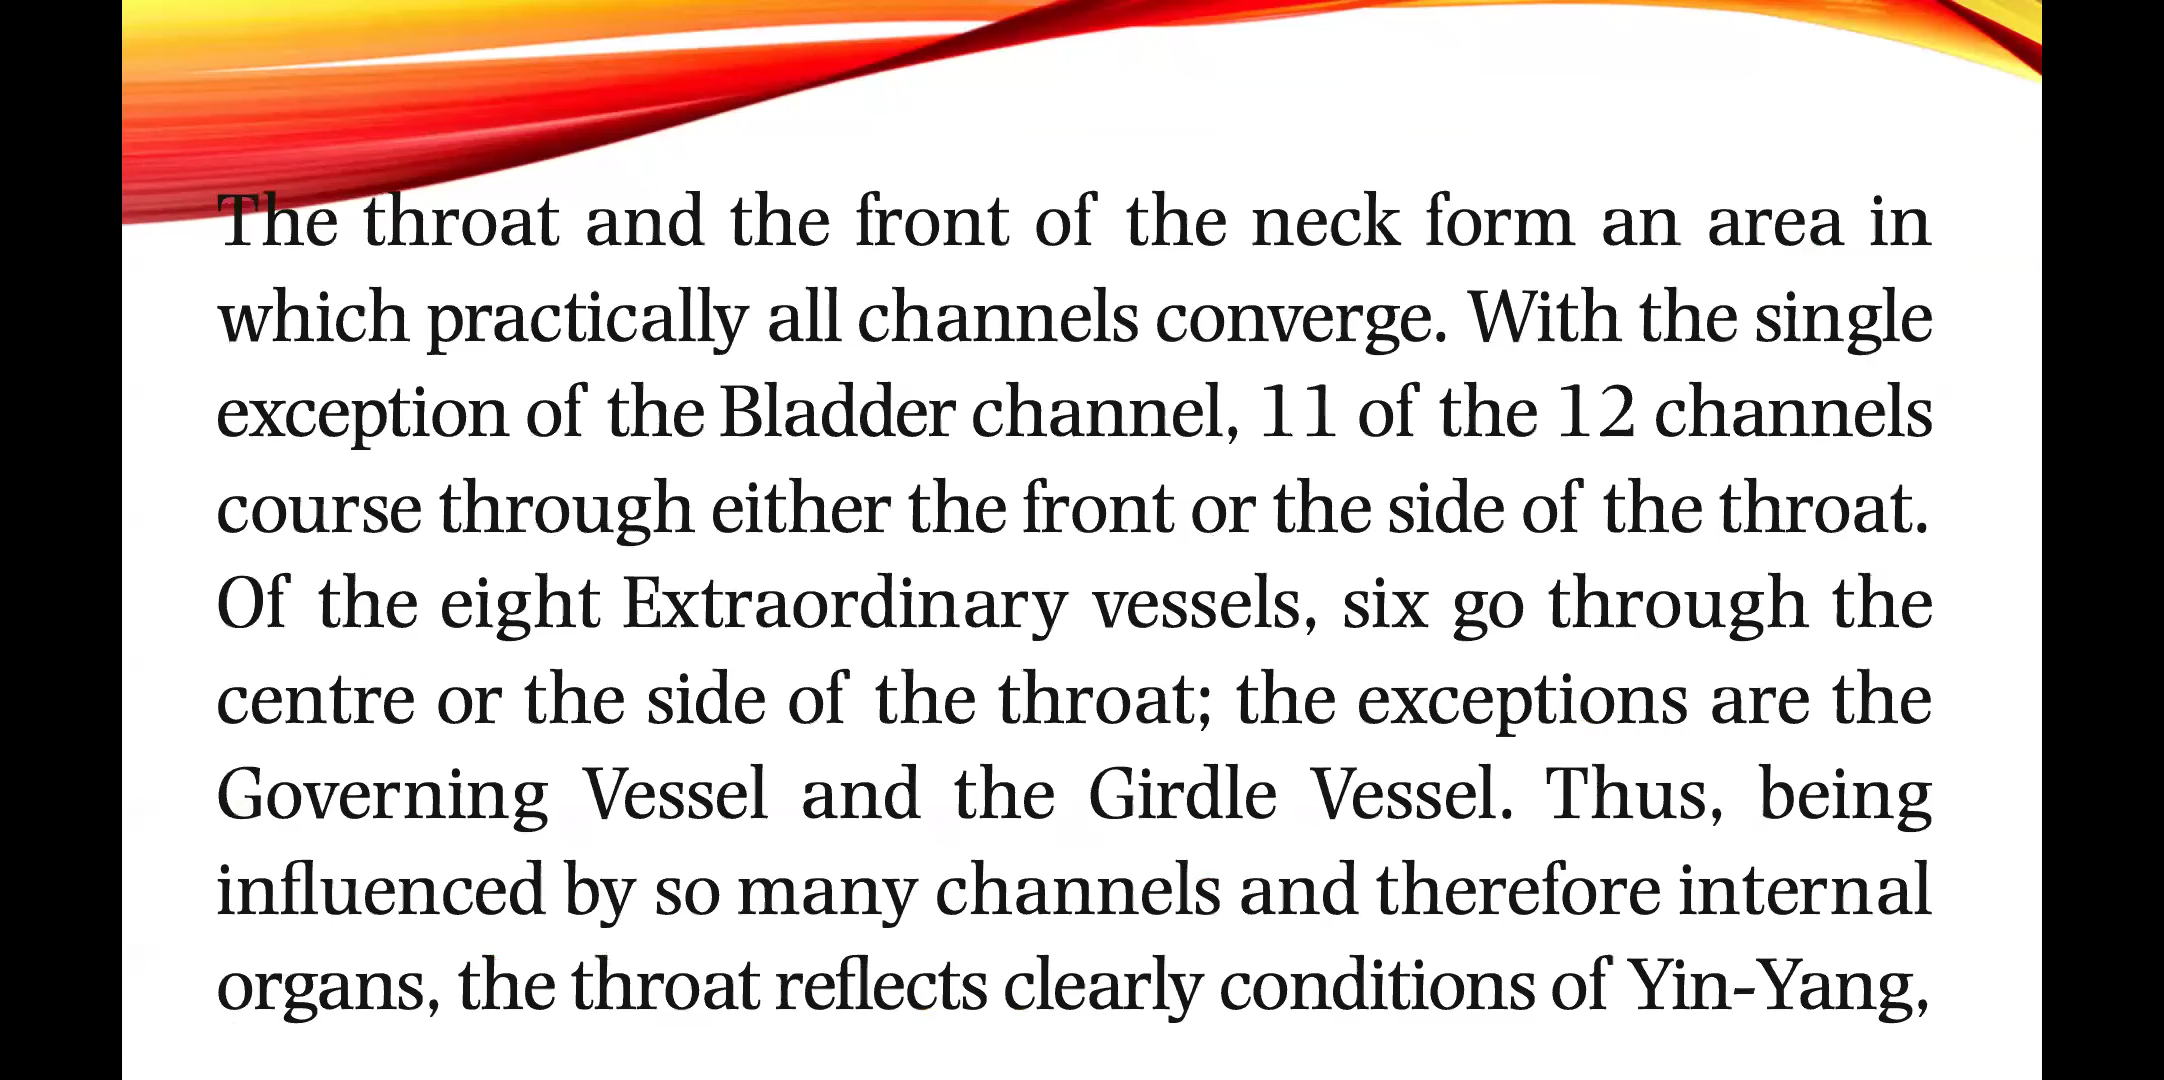 The throat and the front of the neck form an area in
which practically all channels converge. With the single
exception of the Bladder channel, 11 of the 12 channels
course through either the front or the side of the throat.
Of the eight Extraordinary vessels, six go through the
centre or the side of the throat; the exceptions are the
Governing Vessel and the Girdle Vessel. Thus, being
influenced by so many channels and therefore internal
organs, the throat reflects clearly conditions of Yin-Yang,